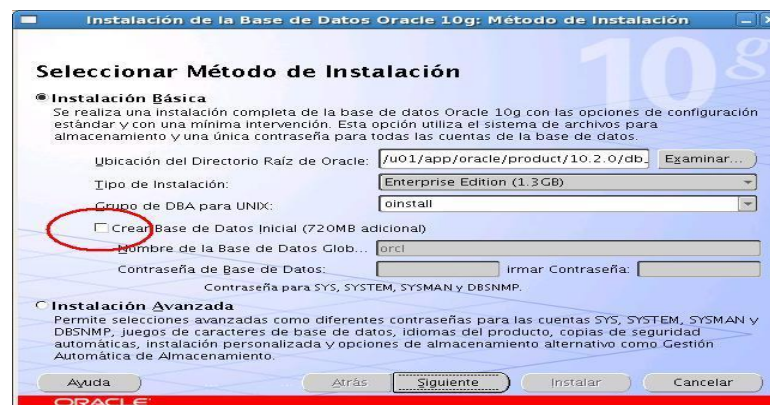 Instalación de la Base de Datos Oracle 10g: Método de Instalación
10g
Seleccionar Método de Instalación
Instalación Básica
Se realiza una instalación completa de la base de datos Oracle 10g con las opciones de configuración
estándar y con una mínima intervención. Esta opción utiliza el sistema de archivos para
almacenamiento y una única contraseña para todas las cuentas de la base de datos.
Ubicación del Directorio Raíz de Oracle: /u01/app/oracle/product/10.2.0/db_ Examinar...
Tipo de Instalación: Enterprise Edition (1.3GB)
Grupo de DBA para UNIX: oinstall
Crear Base de Datos Inicial (720MB adicional)
Nombre de la Base de Datos Glob... orcl
Contraseña de Base de Datos: irmar Contraseña:
Contraseña para SYS, SYSTEM, SYSMAN y DBSNMP.
Instalación Avanzada
Permite selecciones avanzadas como diferentes contraseñas para las cuentas SYS, SYSTEM, SYSMAN y
DBSNMP, juegos de caracteres de base de datos, idiomas del producto, copias de seguridad
automáticas, instalación personalizada y opciones de almacenamiento alternativo como Gestión
Automática de Almacenamiento.
Ayuda Atrás Siguiente Instalar Cancelar
ORACLE